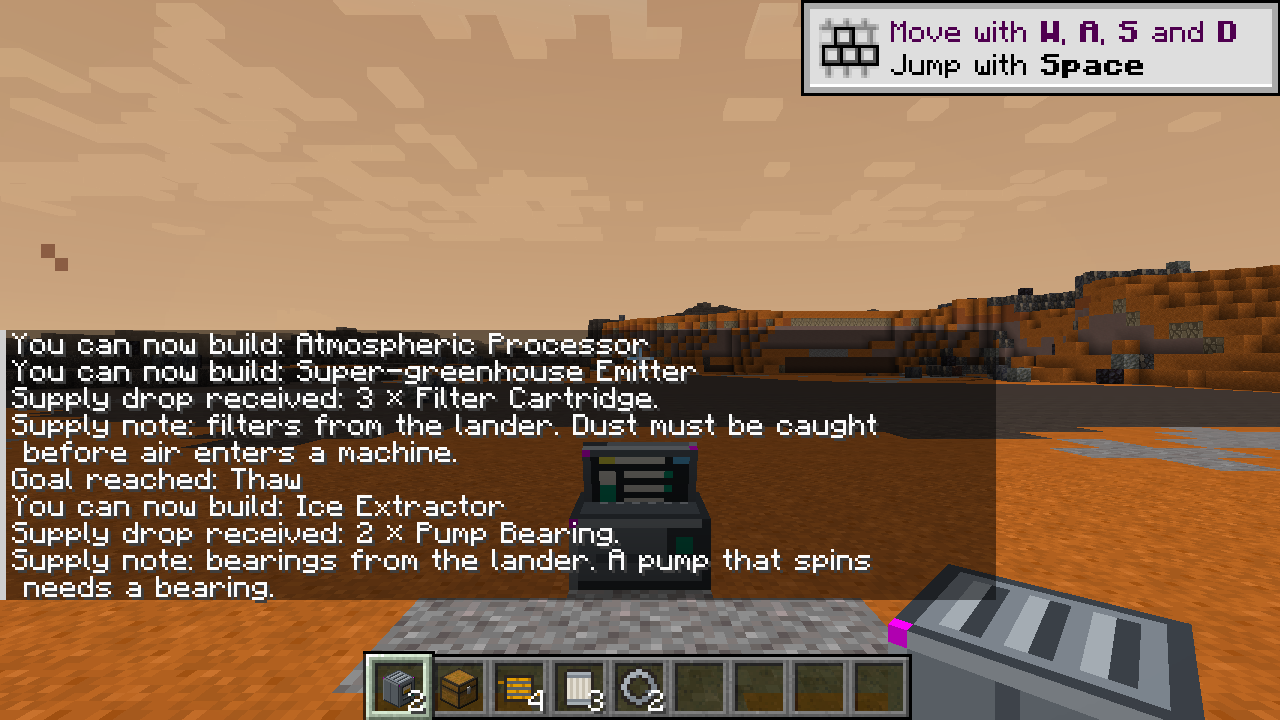 Move with W, A, S and D
Jump with Space
You can now build: Atmospheric Processor
You can now build: Super-greenhouse Emitter
Supply drop received: 3 × Filter Cartridge.
Supply note: filters from the lander. Dust must be caught
before air enters a machine.
Goal reached: Thaw
You can now build: Ice Extractor
Supply drop received: 2 × Pump Bearing.
Supply note: bearings from the lander. A pump that spins
needs a bearing.
2 4 3 2